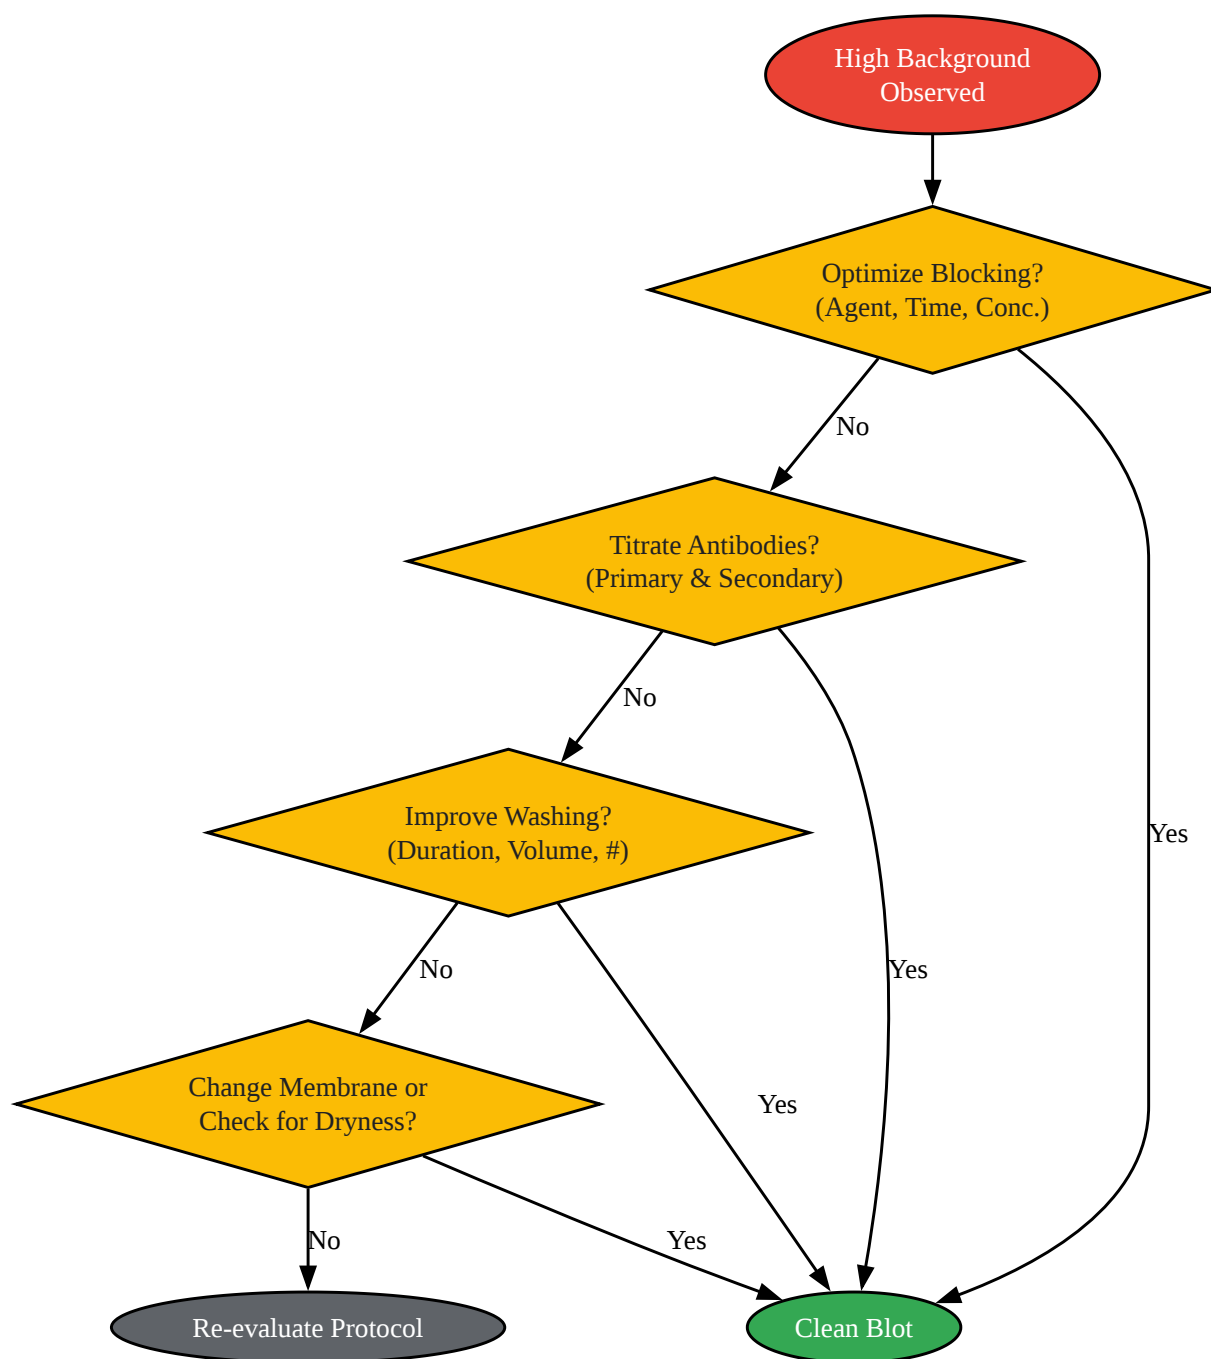 High Background
Observed
Optimize Blocking?
(Agent, Time, Conc.)
No
Titrate Antibodies?
(Primary & Secondary)
No
Improve Washing?
(Duration, Volume, #)
Yes
No
Yes
Change Membrane or
Check for Dryness?
Yes
No
Yes
Re-evaluate Protocol
Clean Blot